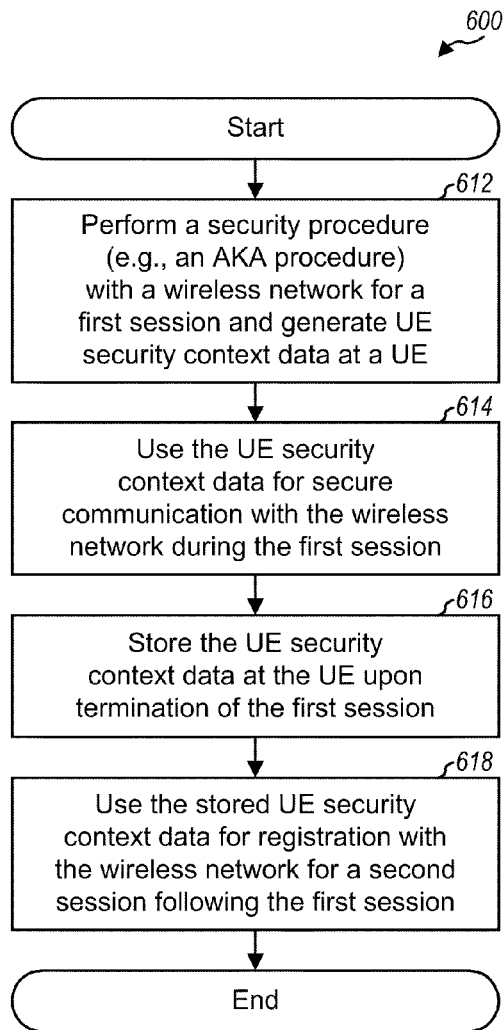 600
Start
612
Perform a security procedure
(e.g., an AKA procedure)
with a wireless network for a
first session and generate UE
security context data at a UE
614
Use the UE security
context data for secure
communication with the wireless
network during the first session
616
Store the UE security
context data at the UE upon
termination of the first session
618
Use the stored UE security
context data for registration with
the wireless network for a second
session following the first session
End